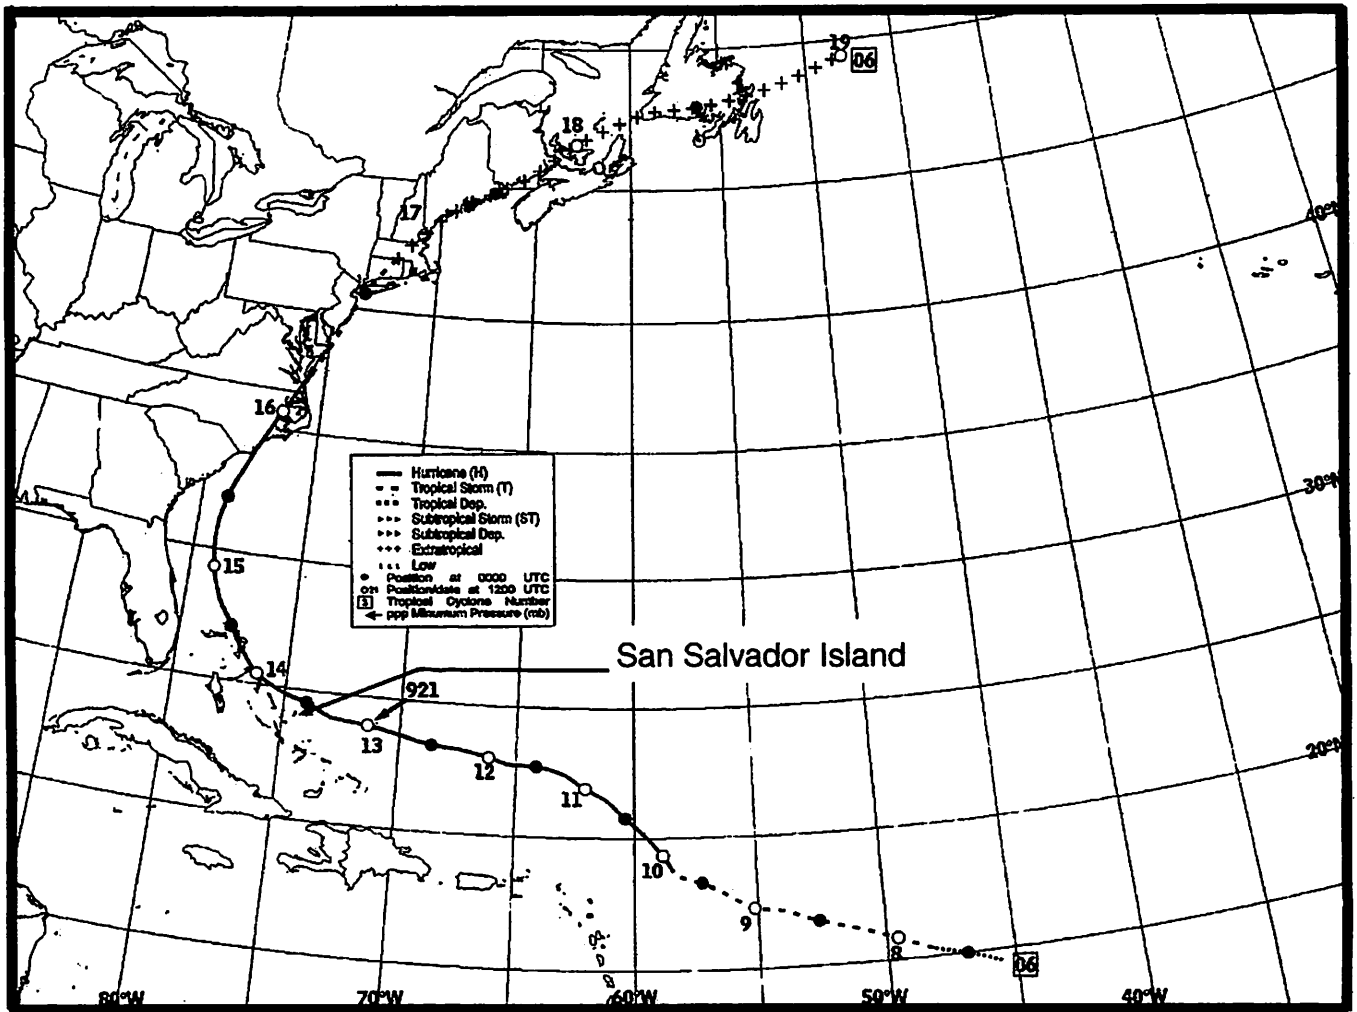 19
06
18
17
40°N
16
Hurricane (H)
Tropical Storm (T)
Tropical Dep.
Subtropical Storm (ST)
Subtropical Dep.
Extratropical
Low
Position at 0000 UTC
Position/date at 1200 UTC
Tropical Cyclone Number
ppp Minimum Pressure (mb)
30°N
15
San Salvador Island
14
921
13
20°N
12
11
10
9
8
06
80°W 70°W 60°W 50°W 40°W